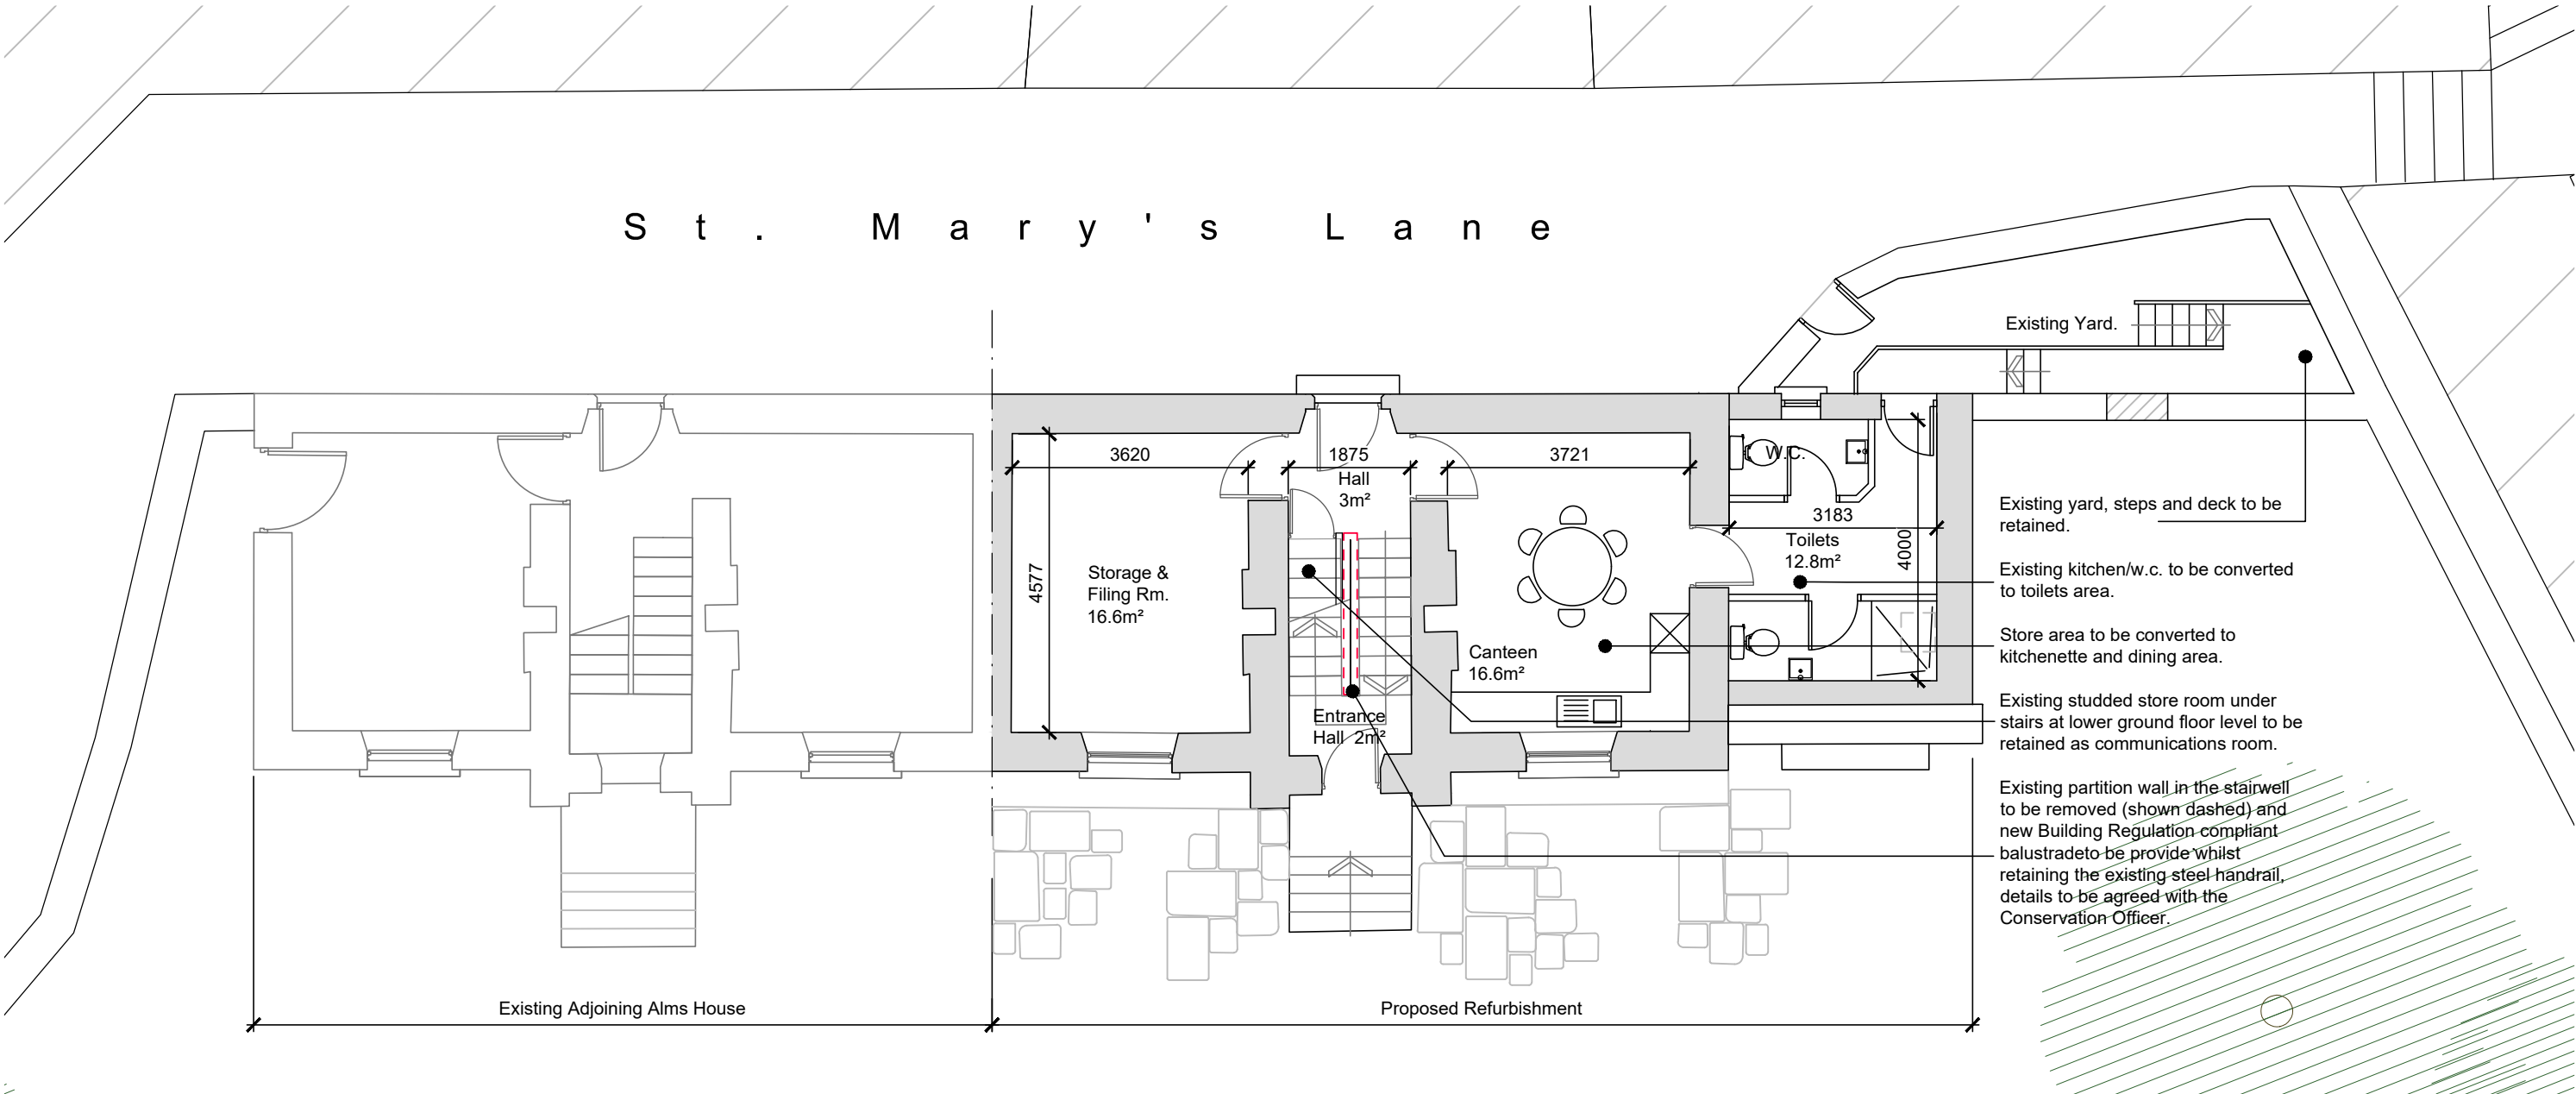 St. Mary's Lane
Existing Yard.
3620
1875
3721
W.C.
Hall
3m²
3183
Toilets
12.8m²
4000
4577
Storage &
Filing Rm.
16.6m²
Canteen
16.6m²
Entrance
Hall 2m²
Existing yard, steps and deck to be
retained.
Existing kitchen/w.c. to be converted
to toilets area.
Store area to be converted to
kitchenette and dining area.
Existing studded store room under
stairs at lower ground floor level to be
retained as communications room.
Existing partition wall in the stairwell
to be removed (shown dashed) and
new Building Regulation compliant
balustradeto be provide whilst
retaining the existing steel handrail,
details to be agreed with the
Conservation Officer.
Existing Adjoining Alms House
Proposed Refurbishment